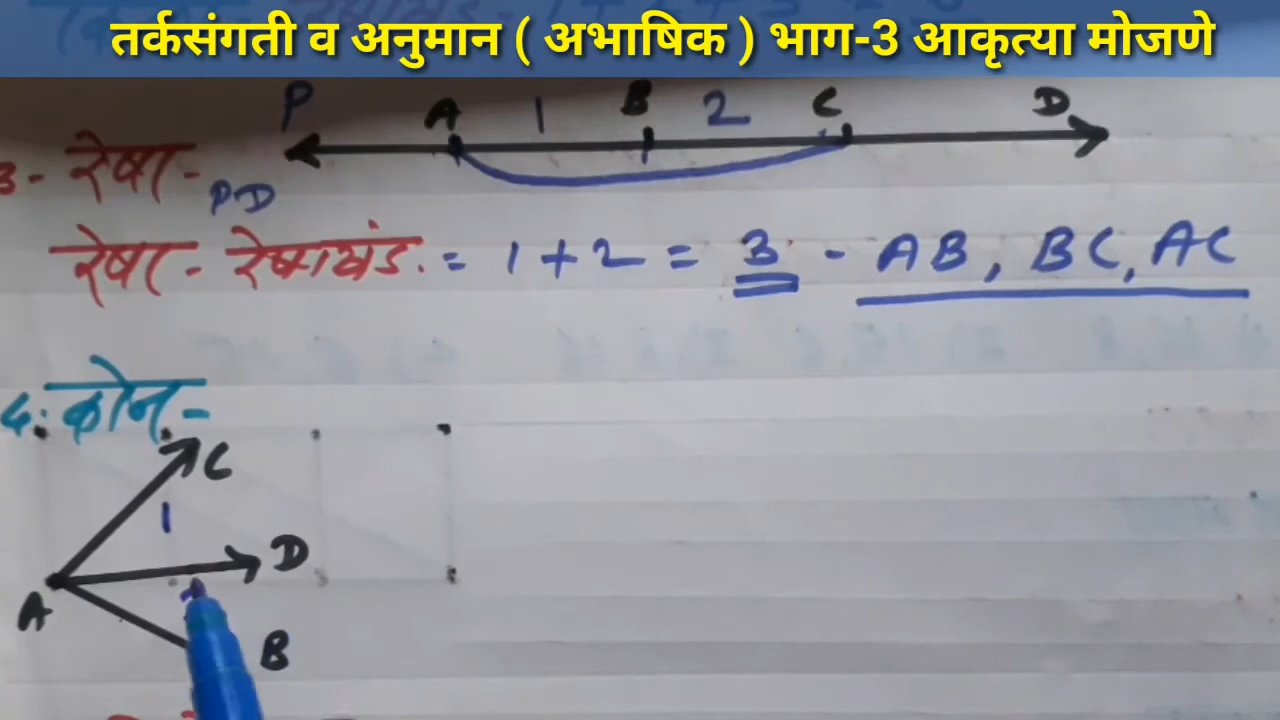 तर्कसंगती व अनुमान ( अभाषिक ) भाग-3 आकृत्या मोजणे
P A 1 B 2 C D
3- रेषा-
PD
रेषा- रेषाखंड. = 1+2 = 3 - AB, BC, AC
4. कोन-
C
1
D
A
B